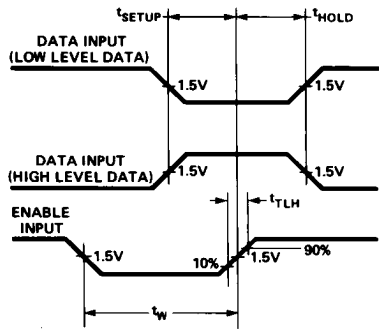 tSETUP
tHOLD
DATA INPUT
(LOW LEVEL DATA)
1.5V
1.5V
DATA INPUT
(HIGH LEVEL DATA)
1.5V
1.5V
tTLH
ENABLE
INPUT
1.5V
10%
1.5V
90%
tW